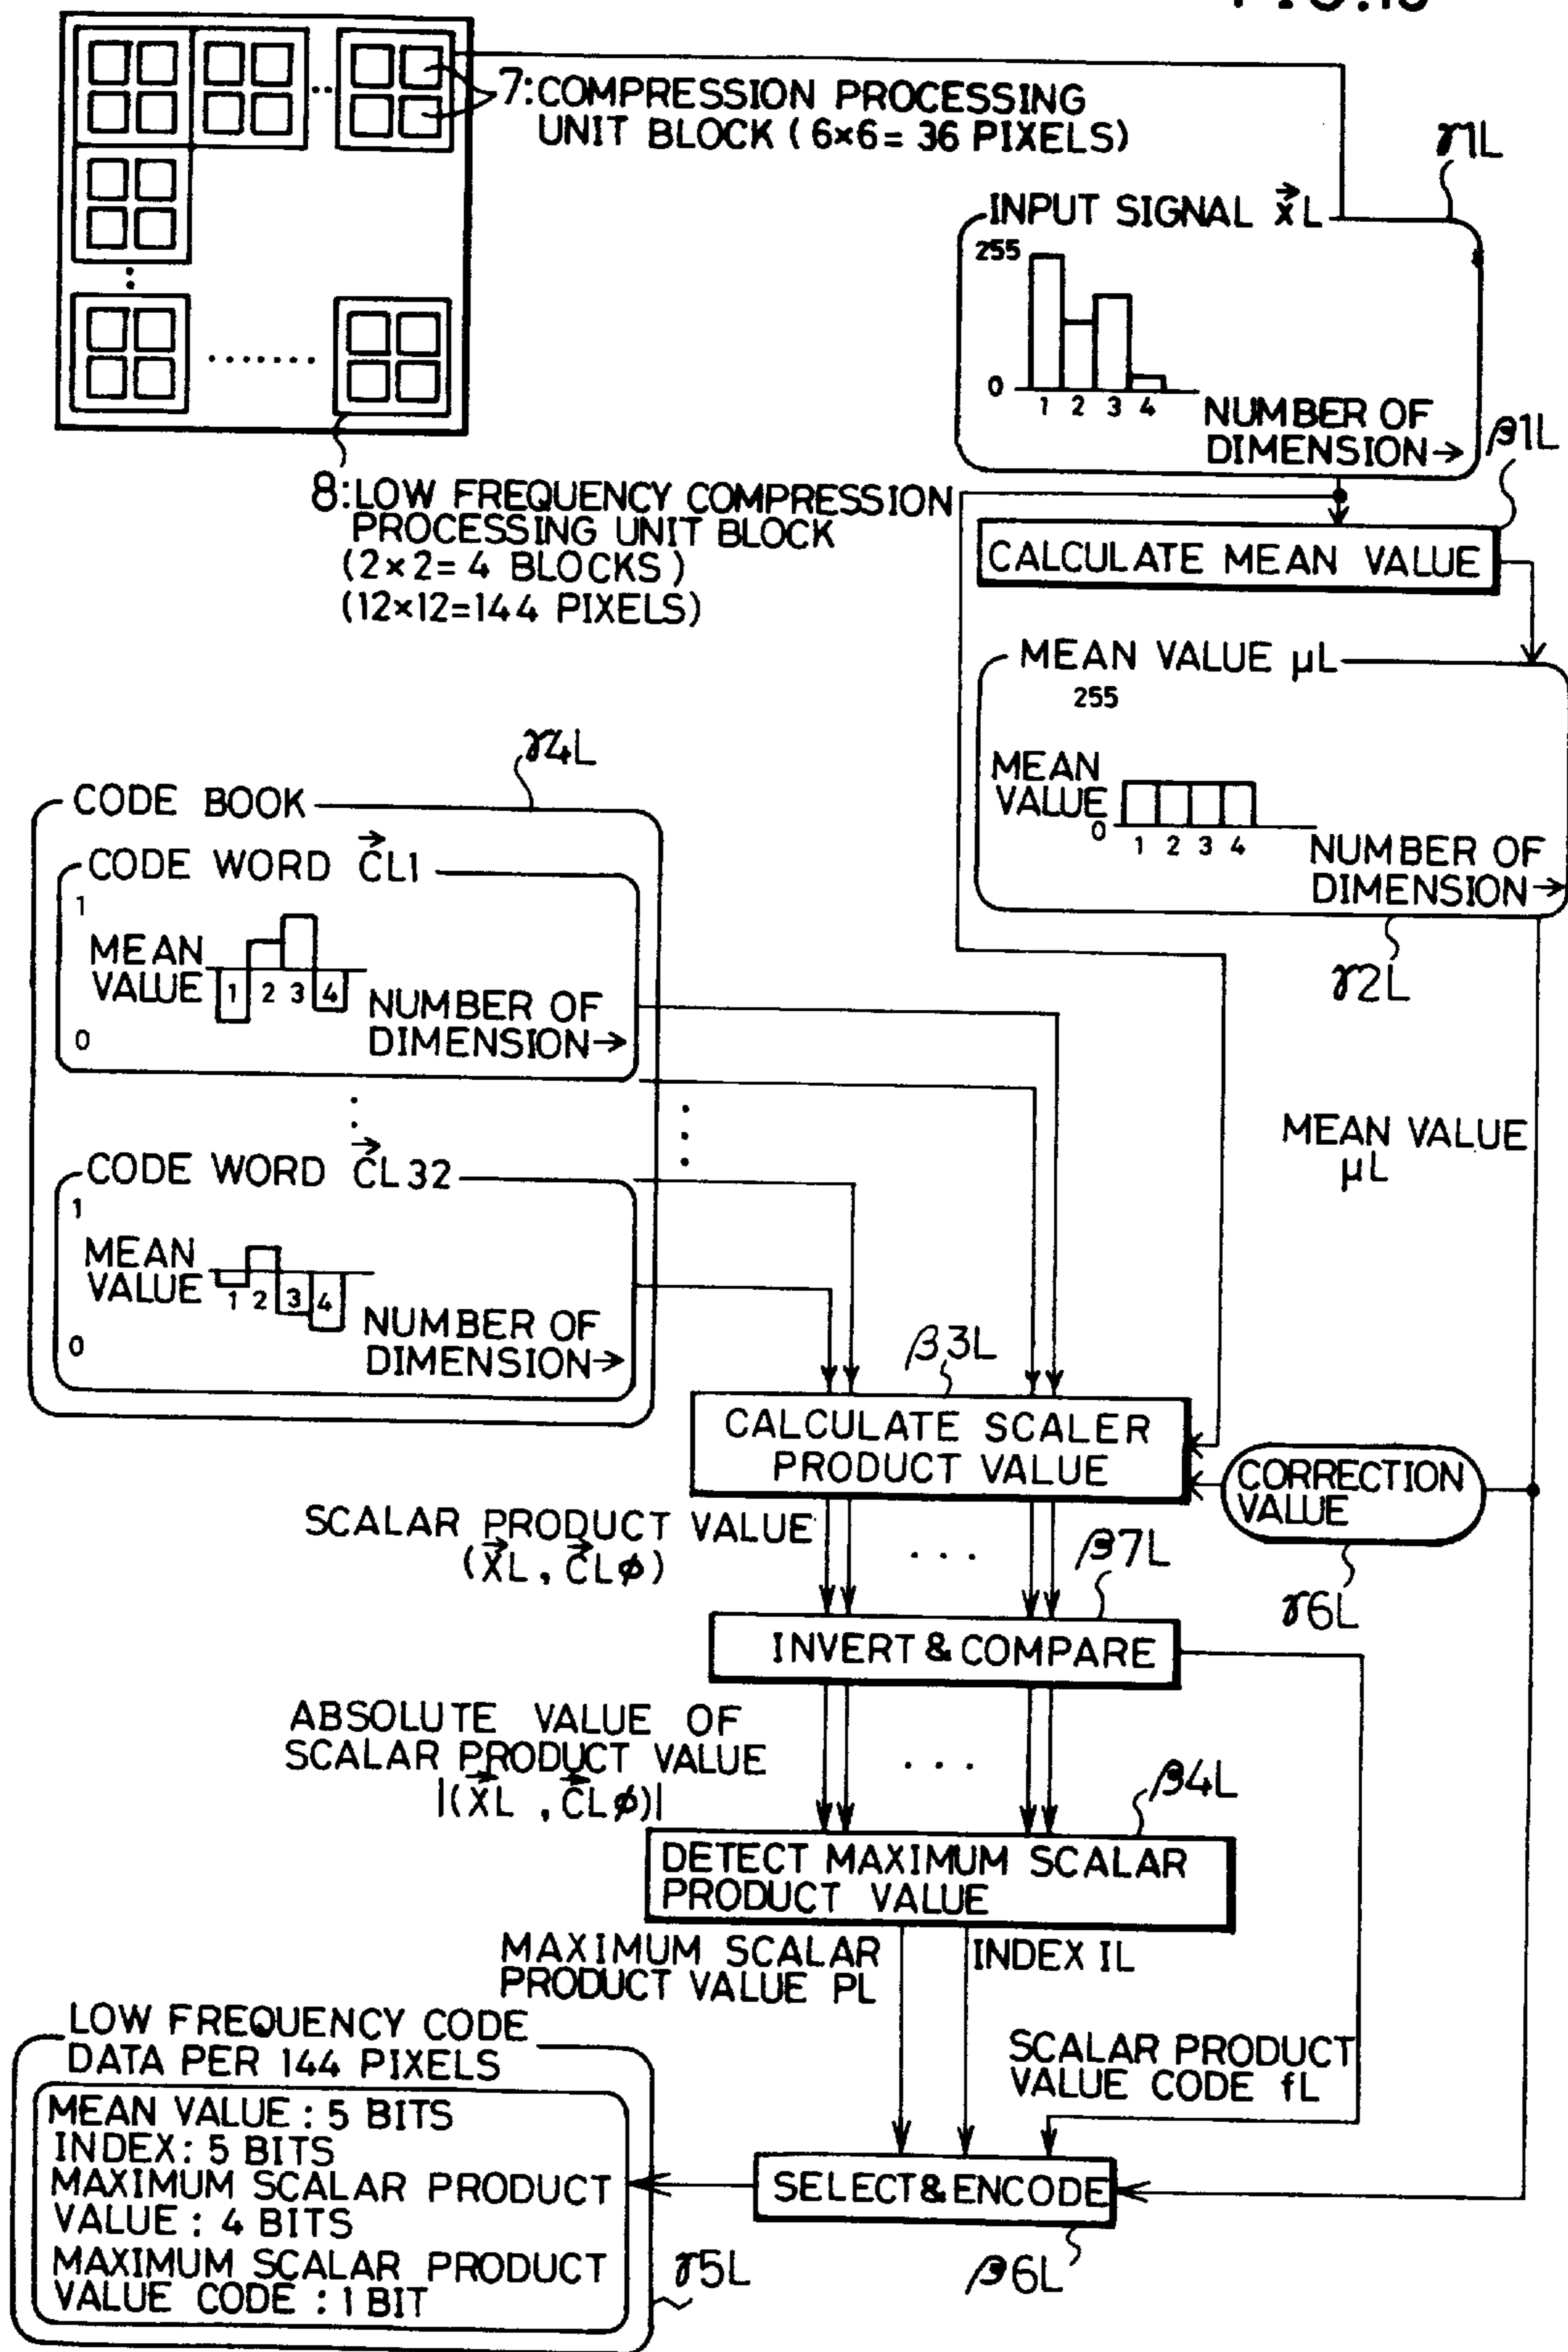 7:COMPRESSION PROCESSING
UNIT BLOCK (6×6= 36 PIXELS)
γ1L
INPUT SIGNAL x⃗L
255
0
1 2 3 4
NUMBER OF
DIMENSION→
8:LOW FREQUENCY COMPRESSION
PROCESSING UNIT BLOCK
(2×2= 4 BLOCKS)
(12×12=144 PIXELS)
β1L
CALCULATE MEAN VALUE
MEAN VALUE μL
255
MEAN
VALUE
0
1 2 3 4
NUMBER OF
DIMENSION→
γ2L
γ4L
CODE BOOK
CODE WORD C⃗L1
1
MEAN
VALUE
1 2 3 4
0
NUMBER OF
DIMENSION→
CODE WORD C⃗L32
1
MEAN
VALUE
1 2 3 4
0
NUMBER OF
DIMENSION→
MEAN VALUE
μL
β3L
CALCULATE SCALER
PRODUCT VALUE
CORRECTION
VALUE
γ6L
SCALAR PRODUCT VALUE
(X⃗L, C⃗Lφ)
...
β7L
INVERT & COMPARE
ABSOLUTE VALUE OF
SCALAR PRODUCT VALUE
|(X⃗L , C⃗Lφ)|
...
β4L
DETECT MAXIMUM SCALAR
PRODUCT VALUE
MAXIMUM SCALAR
PRODUCT VALUE PL
INDEX IL
SCALAR PRODUCT
VALUE CODE fL
SELECT&ENCODE
β6L
LOW FREQUENCY CODE
DATA PER 144 PIXELS
MEAN VALUE : 5 BITS
INDEX: 5 BITS
MAXIMUM SCALAR PRODUCT
VALUE : 4 BITS
MAXIMUM SCALAR PRODUCT
VALUE CODE : 1 BIT
γ5L